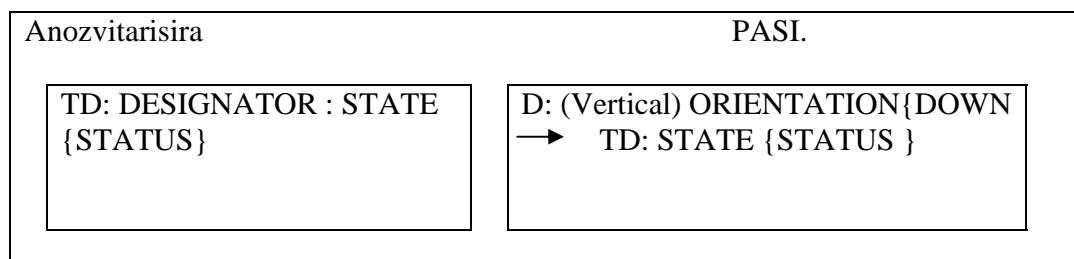 Anozvitarisira PASI.
TD: DESIGNATOR : STATE
{STATUS}
D: (Vertical) ORIENTATION{DOWN
→ TD: STATE {STATUS }